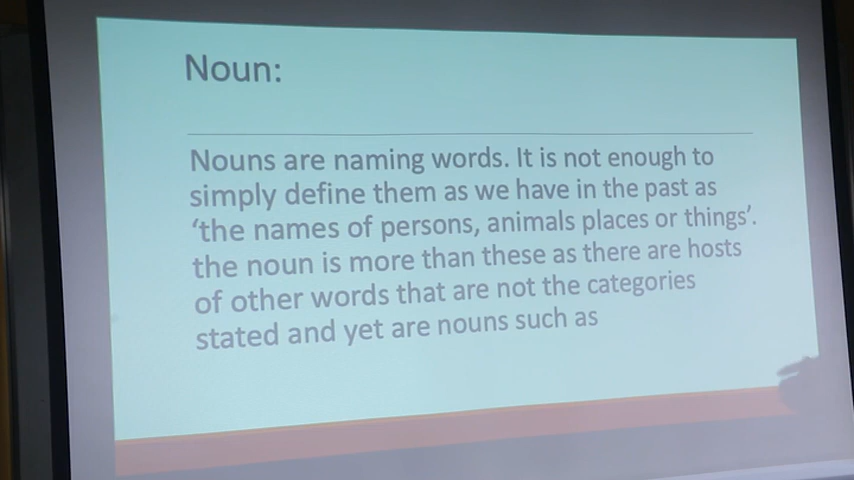 Noun:
Nouns are naming words. It is not enough to
simply define them as we have in the past as
‘the names of persons, animals places or things’.
the noun is more than these as there are hosts
of other words that are not the categories
stated and yet are nouns such as